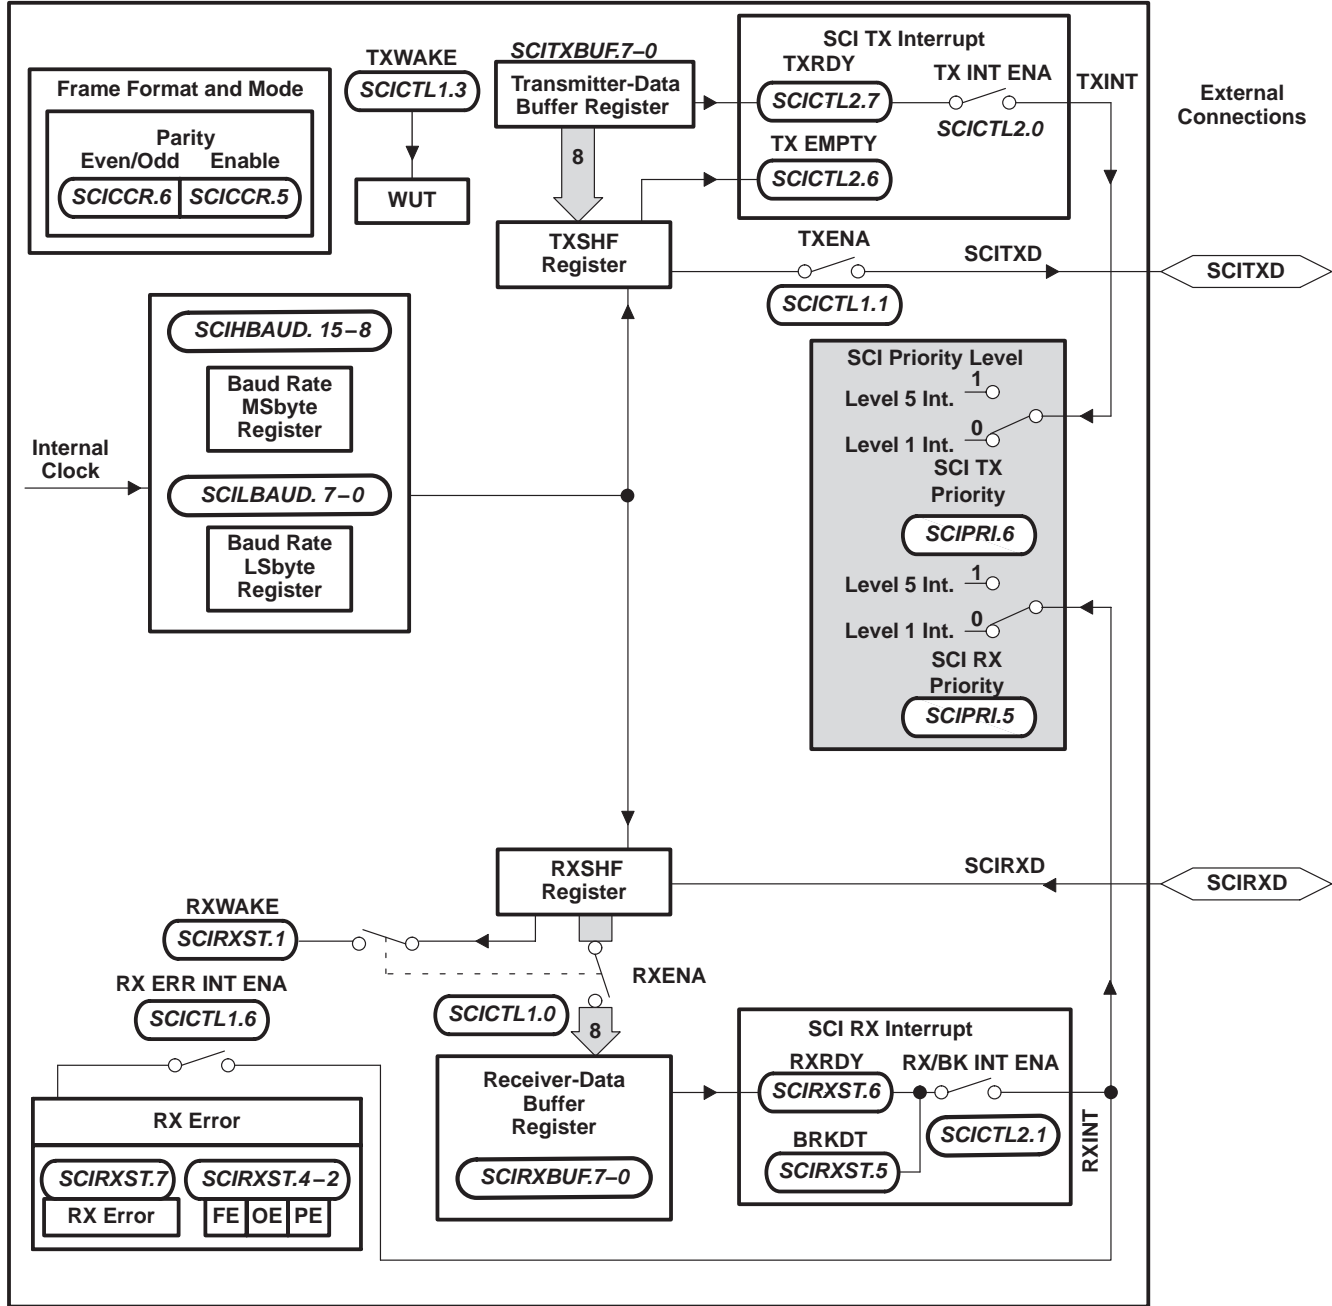 SCITXBUF.7–0
SCI TX Interrupt
TXWAKE
SCICTL1.3
Transmitter-Data
Buffer Register
TXRDY
SCICTL2.7
TX INT ENA
SCICTL2.0
TXINT
External
Connections
Frame Format and Mode
Parity
Even/Odd Enable
SCICCR.6 SCICCR.5
WUT
8
TX EMPTY
SCICTL2.6
TXSHF
Register
TXENA
SCICTL1.1
SCITXD
SCITXD
SCIHBAUD. 15–8
Baud Rate
MSbyte
Register
Internal
Clock
SCILBAUD. 7–0
Baud Rate
LSbyte
Register
SCI Priority Level
Level 5 Int. 1
Level 1 Int. 0
SCI TX
Priority
SCIPRI.6
Level 5 Int. 1
Level 1 Int. 0
SCI RX
Priority
SCIPRI.5
RXSHF
Register
SCIRXD
SCIRXD
RXWAKE
SCIRXST.1
RXENA
RX ERR INT ENA
SCICTL1.6
SCICTL1.0
8
SCI RX Interrupt
Receiver-Data
Buffer
Register
SCIRXBUF.7–0
RXRDY
SCIRXST.6
RX/BK INT ENA
SCICTL2.1
BRKDT
SCIRXST.5
RXINT
RX Error
SCIRXST.7 SCIRXST.4–2
RX Error FE OE PE